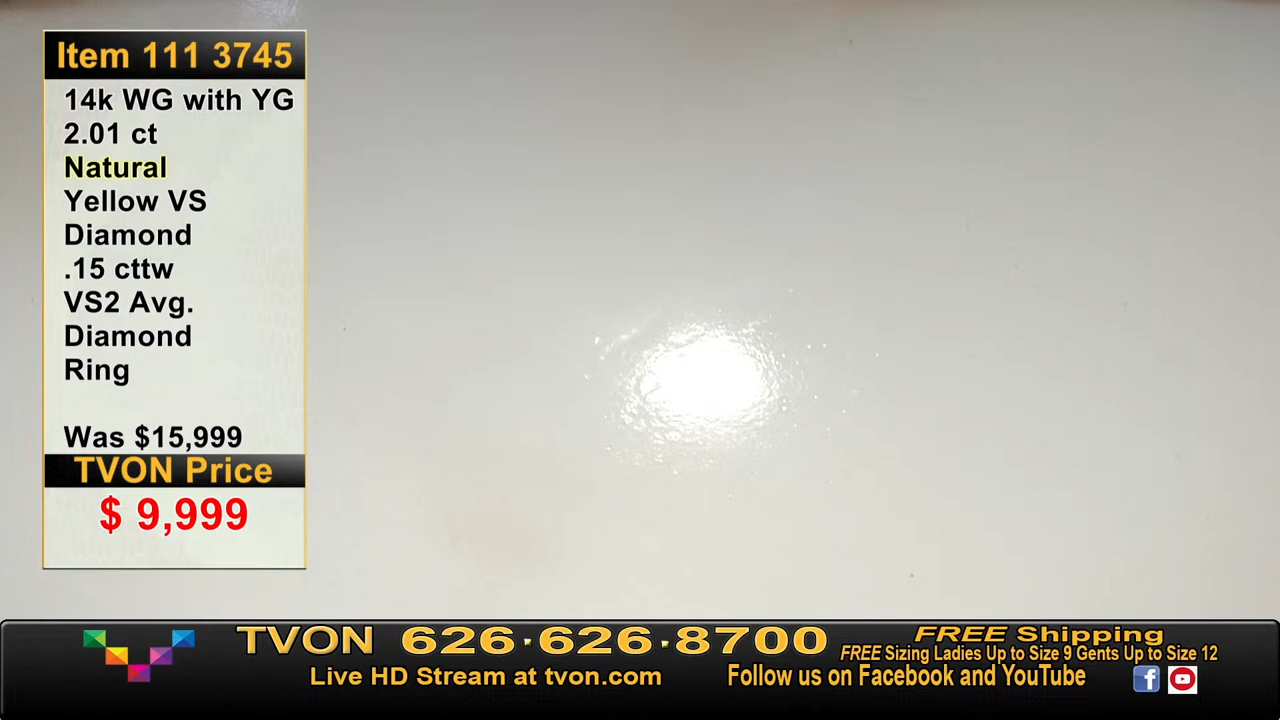 Item 111 3745
14k WG with YG
2.01 ct
Natural
Yellow VS
Diamond
.15 cttw
VS2 Avg.
Diamond
Ring
Was $15,999
TVON Price
$ 9,999
TVON 626·626·8700
FREE Shipping
FREE Sizing Ladies Up to Size 9 Gents Up to Size 12
Live HD Stream at tvon.com
Follow us on Facebook and YouTube